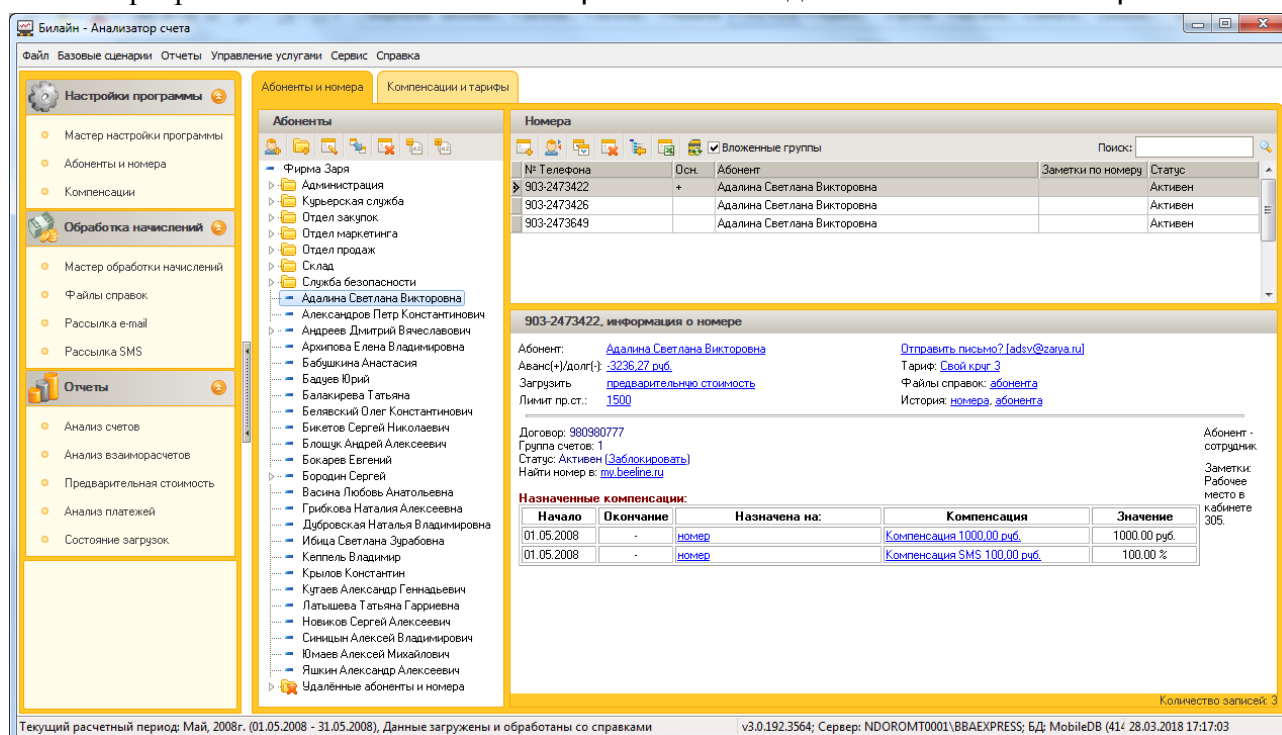 Билайн - Анализатор счета
Файл Базовые сценарии Отчеты Управление услугами Сервис Справка
Настройки программы
Мастер настройки программы
Абоненты и номера
Компенсации
Обработка начислений
Мастер обработки начислений
Файлы справок
Рассылка e-mail
Рассылка SMS
Отчеты
Анализ счетов
Анализ взаиморасчетов
Предварительная стоимость
Анализ платежей
Состояние загрузок
Абоненты и номера Компенсации и тарифы
Абоненты
Фирма Заря
Администрация
Курьерская служба
Отдел закупок
Отдел маркетинга
Отдел продаж
Склад
Служба безопасности
Адалина Светлана Викторовна
Александров Петр Константинович
Андреев Дмитрий Вячеславович
Архипова Елена Владимировна
Бабушкина Анастасия
Бадуев Юрий
Балакирева Татьяна
Белявский Олег Константинович
Бикетов Сергей Николаевич
Блощук Андрей Алексеевич
Бокарев Евгений
Бородин Сергей
Васина Любовь Анатольевна
Грибкова Наталия Алексеевна
Дубровская Наталья Владимировна
Ибица Светлана Зурабовна
Кеппель Владимир
Крылов Константин
Кутаев Александр Геннадьевич
Латышева Татьяна Гарриевна
Новиков Сергей Алексеевич
Синицын Алексей Владимирович
Юмаев Алексей Михайлович
Яшкин Александр Алексеевич
Удалённые абоненты и номера
Номера
Вложенные группы Поиск:
№ Телефона Осн. Абонент Заметки по номеру Статус
903-2473422 + Адалина Светлана Викторовна Активен
903-2473426 Адалина Светлана Викторовна Активен
903-2473649 Адалина Светлана Викторовна Активен
903-2473422, информация о номере
Абонент: Адалина Светлана Викторовна Отправить письмо? [adsv@zarya.ru]
Аванс(+)/долг(-): -3236,27 руб. Тариф: Свой круг 3
Загрузить предварительную стоимость Файлы справок: абонента
Лимит пр.ст.: 1500 История: номера, абонента
Договор: 980980777
Группа счетов: 1
Статус: Активен (Заблокировать)
Найти номер в: my.beeline.ru
Абонент -
сотрудник
Заметки:
Рабочее
место в
кабинете
305.
Назначенные компенсации:
Начало Окончание Назначена на: Компенсация Значение
01.05.2008 - номер Компенсация 1000,00 руб. 1000.00 руб.
01.05.2008 - номер Компенсация SMS 100,00 руб. 100.00 %
Количество записей: 3
Текущий расчетный период: Май, 2008г. (01.05.2008 - 31.05.2008), Данные загружены и обработаны со справками v3.0.192.3564; Сервер: NDOROMT0001\BBAEXPRESS; БД: MobileDB (414 28.03.2018 17:17:03